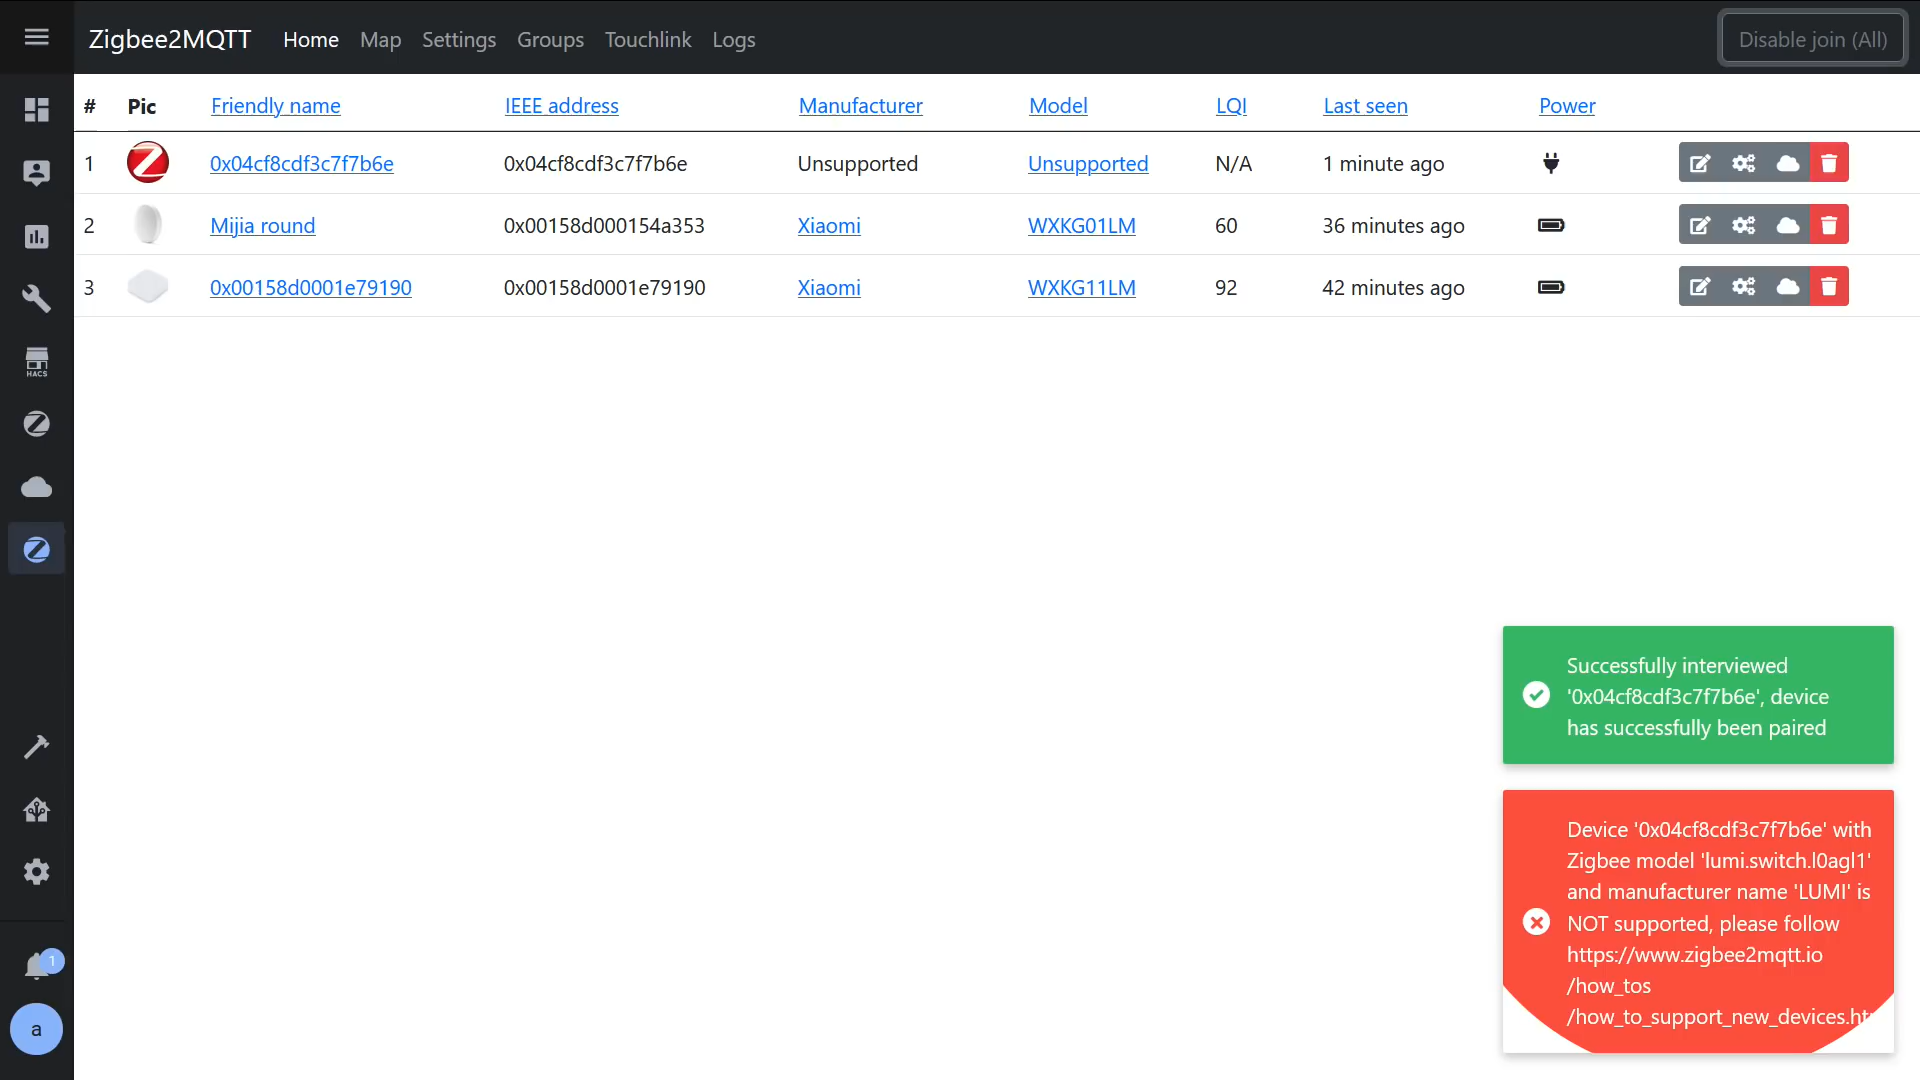 Zigbee2MQTT Home Map Settings Groups Touchlink Logs Disable join (All)
# Pic Friendly name IEEE address Manufacturer Model LQI Last seen Power
1 0x04cf8cdf3c7f7b6e 0x04cf8cdf3c7f7b6e Unsupported Unsupported N/A 1 minute ago
2 Mijia round 0x00158d000154a353 Xiaomi WXKG01LM 60 36 minutes ago
3 0x00158d0001e79190 0x00158d0001e79190 Xiaomi WXKG11LM 92 42 minutes ago
HACS
Successfully interviewed
'0x04cf8cdf3c7f7b6e', device
has successfully been paired
Device '0x04cf8cdf3c7f7b6e' with
Zigbee model 'lumi.switch.l0agl1'
and manufacturer name 'LUMI' is
NOT supported, please follow
https://www.zigbee2mqtt.io
/how_tos
/how_to_support_new_devices.ht
1
a